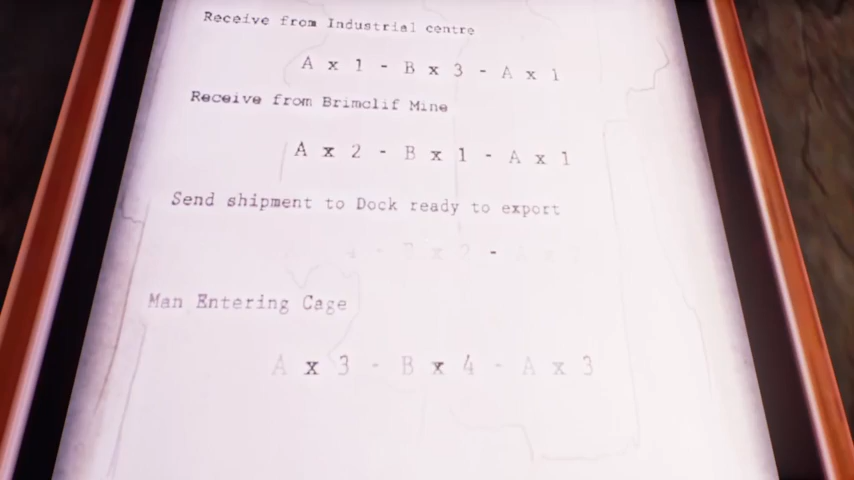 Receive from Industrial centre
A x 1 - B x 3 - A x 1
Receive from Brimclif Mine
A x 2 - B x 1 - A x 1
Send shipment to Dock ready to export
Man Entering Cage
A x 3 - B x 4 - A x 3